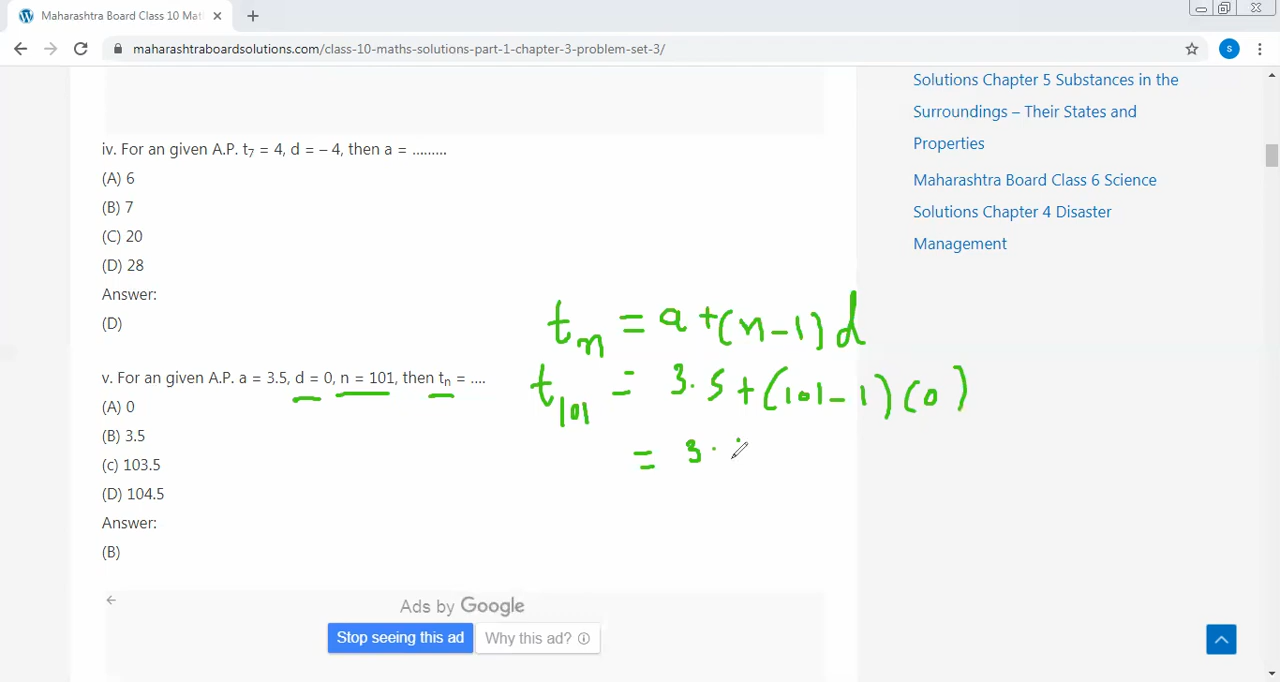 Maharashtra Board Class 10 Mat
maharashtraboardsolutions.com/class-10-maths-solutions-part-1-chapter-3-problem-set-3/
S
Solutions Chapter 5 Substances in the
Surroundings – Their States and
Properties
Maharashtra Board Class 6 Science
Solutions Chapter 4 Disaster
Management
iv. For an given A.P. t₇ = 4, d = – 4, then a = .........
(A) 6
(B) 7
(C) 20
(D) 28
Answer:
(D)
tₙ = a + (n – 1) d
v. For an given A.P. a = 3.5, d = 0, n = 101, then tₙ = ....
t₁₀₁ = 3.5 + (101 – 1) (0)
(A) 0
(B) 3.5
= 3.
(c) 103.5
(D) 104.5
Answer:
(B)
Ads by Google
Stop seeing this ad
Why this ad?